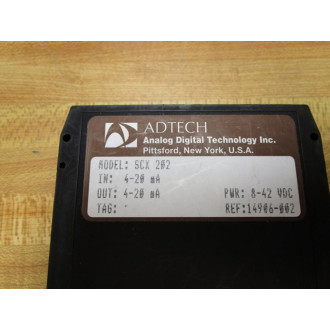 ADTECH
Analog Digital Technology Inc.
Pittsford, New York, U.S.A.
MODEL: SCX 202
IN: 4-20 mA
OUT: 4-20 mA PWR: 8-42 VDC
TAG: - REF:14906-002